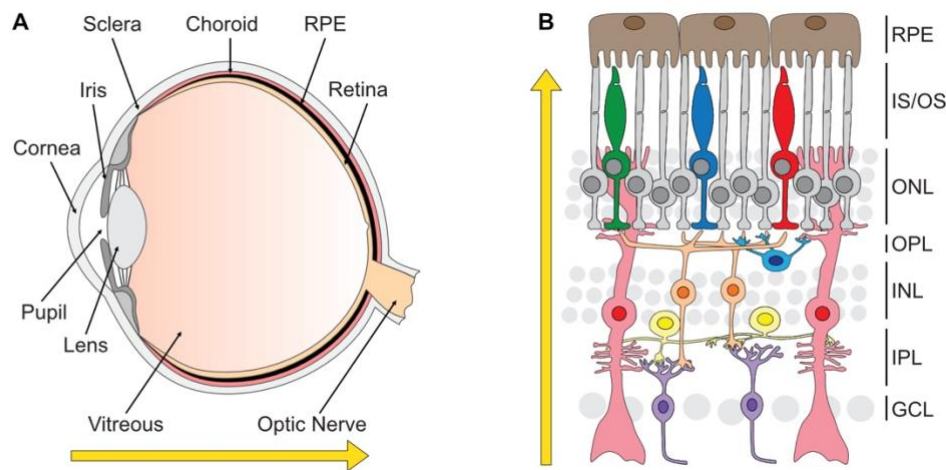 A
Sclera
Choroid
RPE
Iris
Retina
Cornea
Pupil
Lens
Vitreous
Optic Nerve
B
RPE
IS/OS
ONL
OPL
INL
IPL
GCL